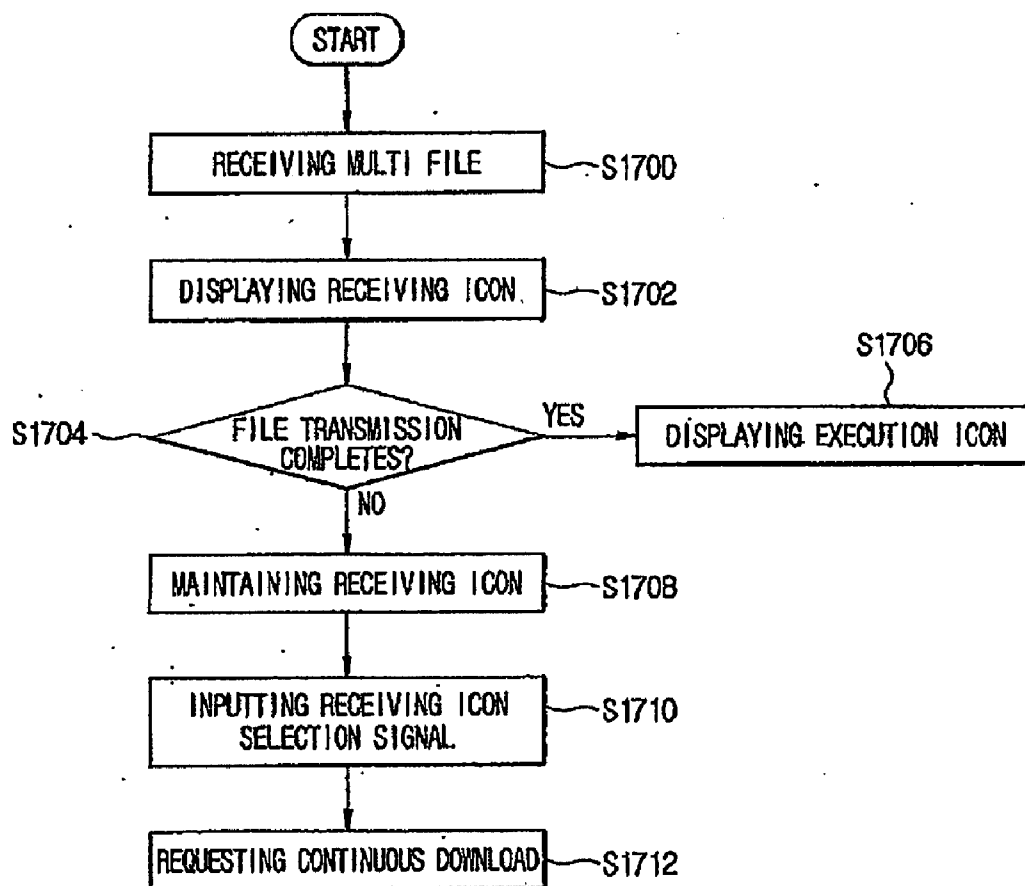 START
RECEIVING MULTI FILE
S1700
DISPLAYING RECEIVING ICON
S1702
S1706
S1704
FILE TRANSMISSION
COMPLETES?
YES
DISPLAYING EXECUTION ICON
NO
MAINTAINING RECEIVING ICON
S1708
INPUTTING RECEIVING ICON
SELECTION SIGNAL
S1710
REQUESTING CONTINUOUS DOWNLOAD
S1712